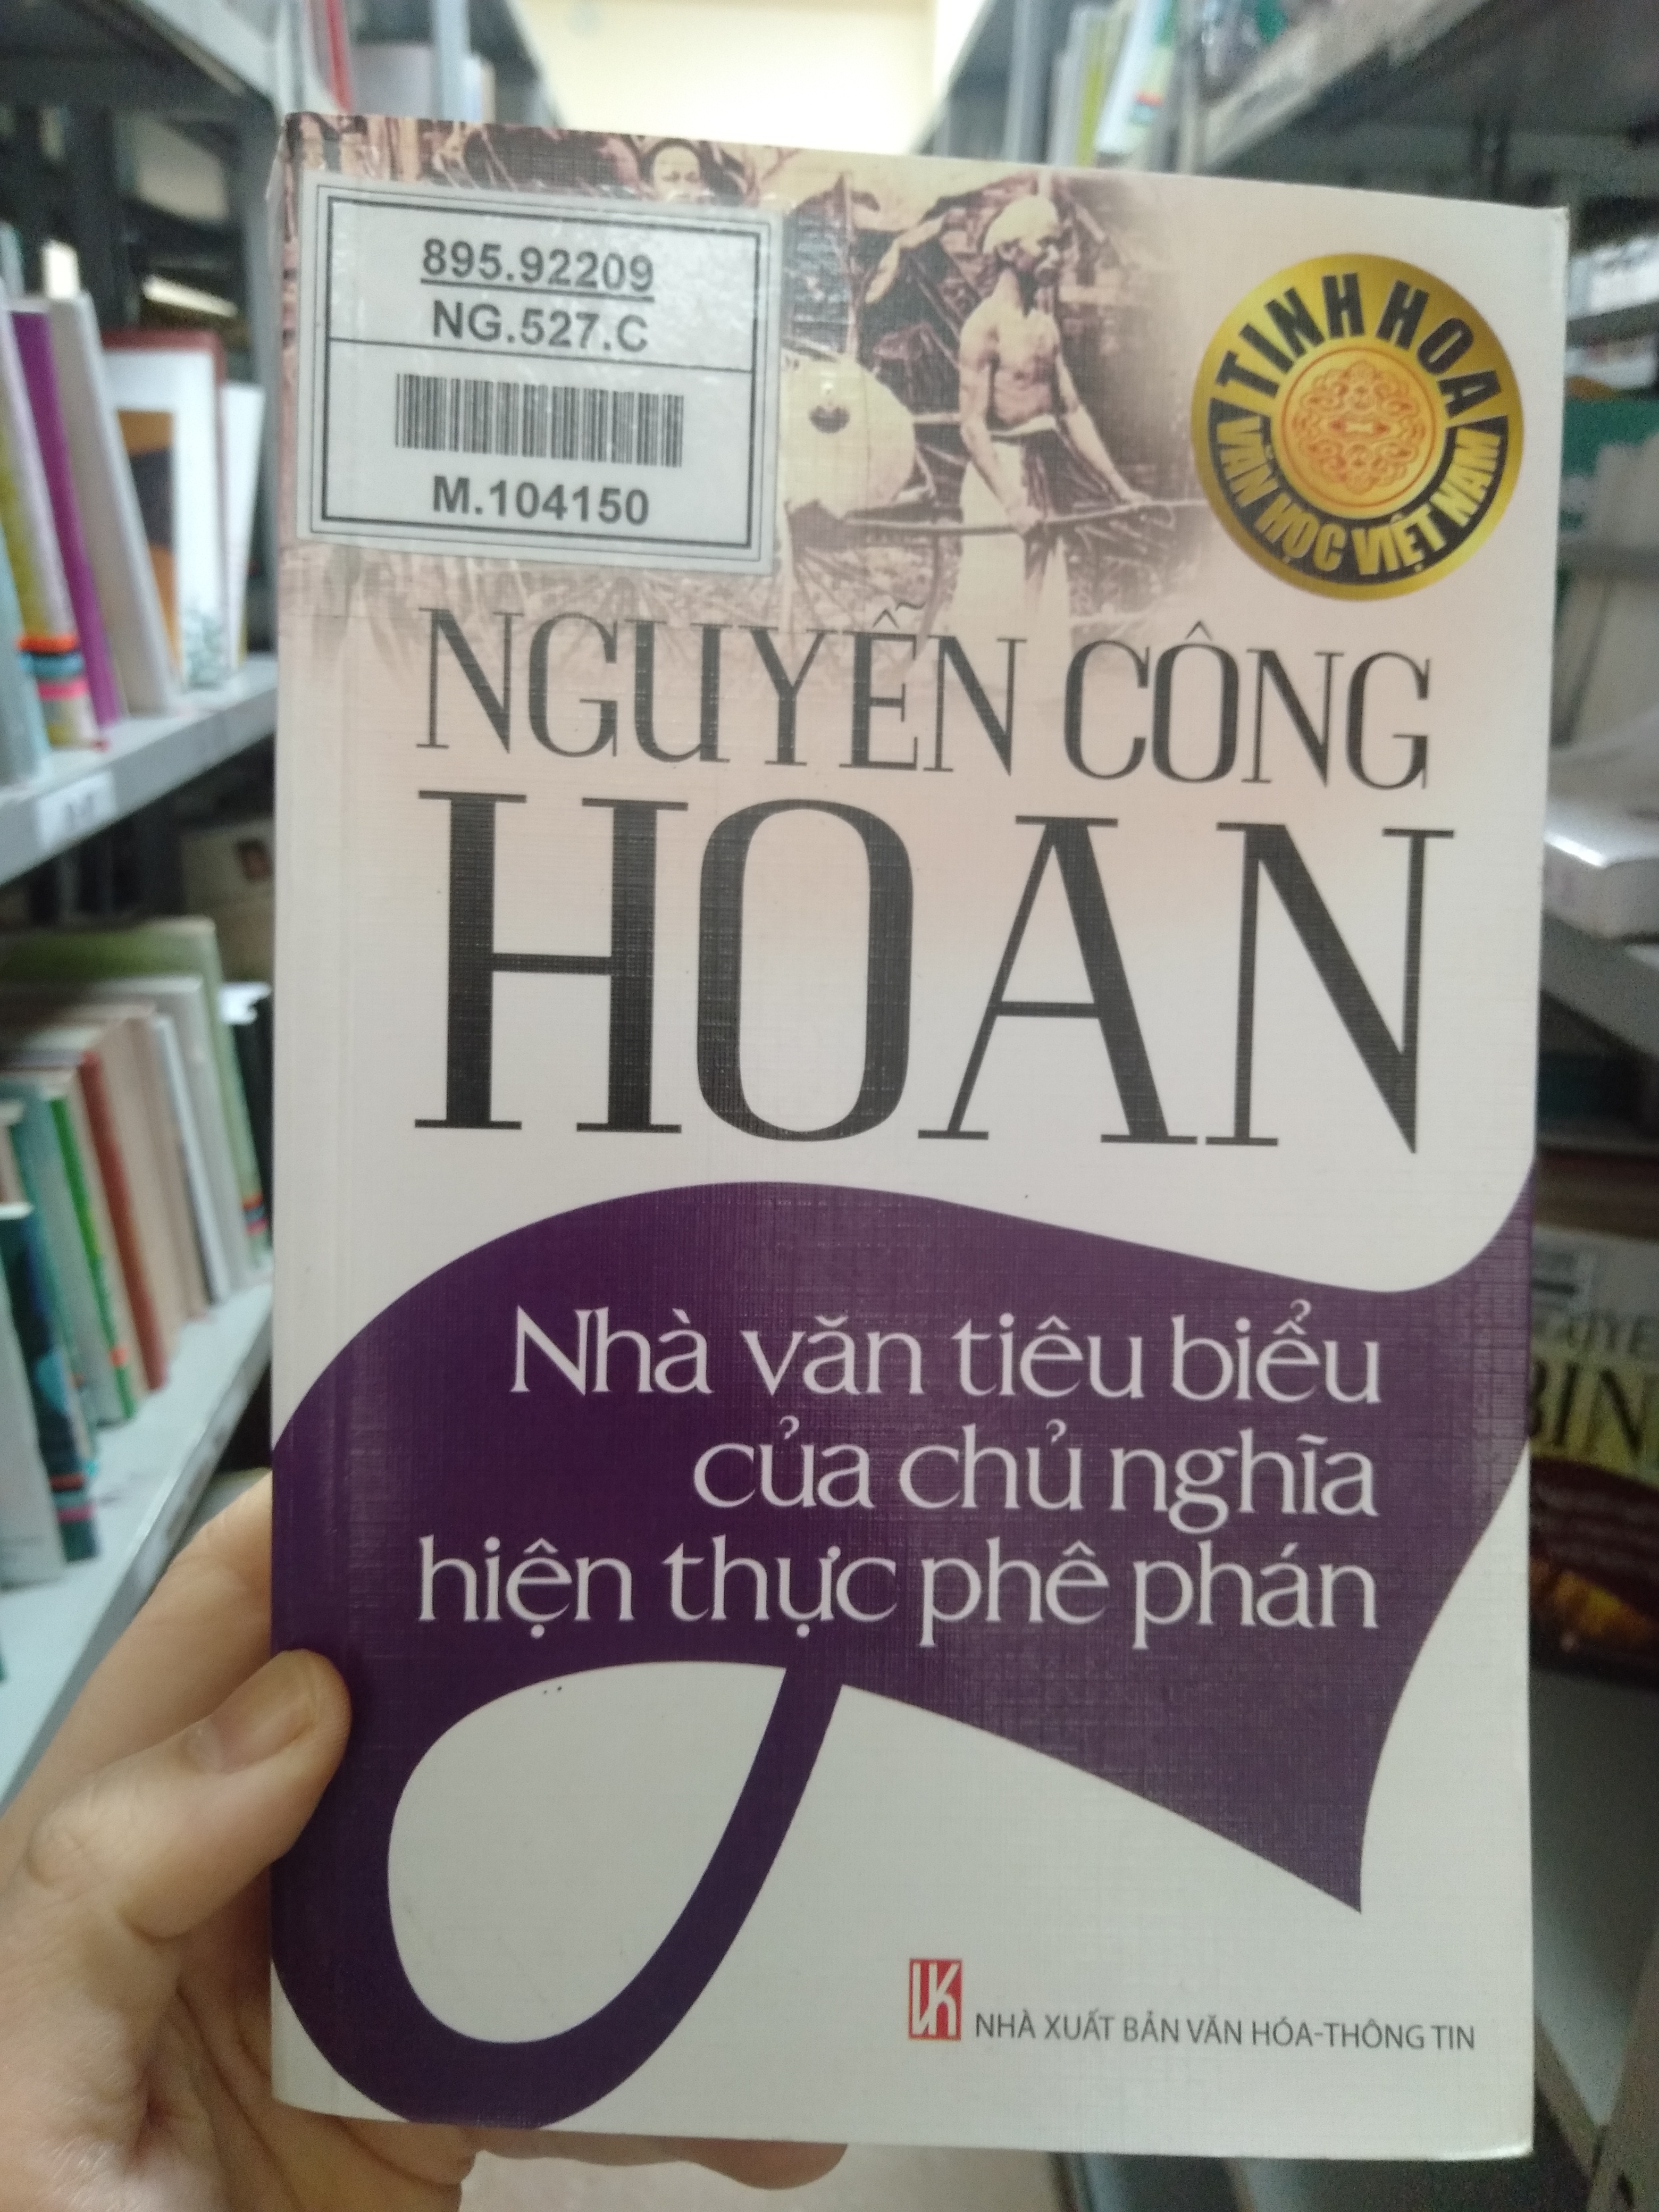 895.92209
NG.527.C
M.104150
TINH HOA
VĂN HỌC VIỆT NAM
NGUYỄN CÔNG
HOAN
Nhà văn tiêu biểu
của chủ nghĩa
hiện thực phê phán
VK NHÀ XUẤT BẢN VĂN HÓA-THÔNG TIN